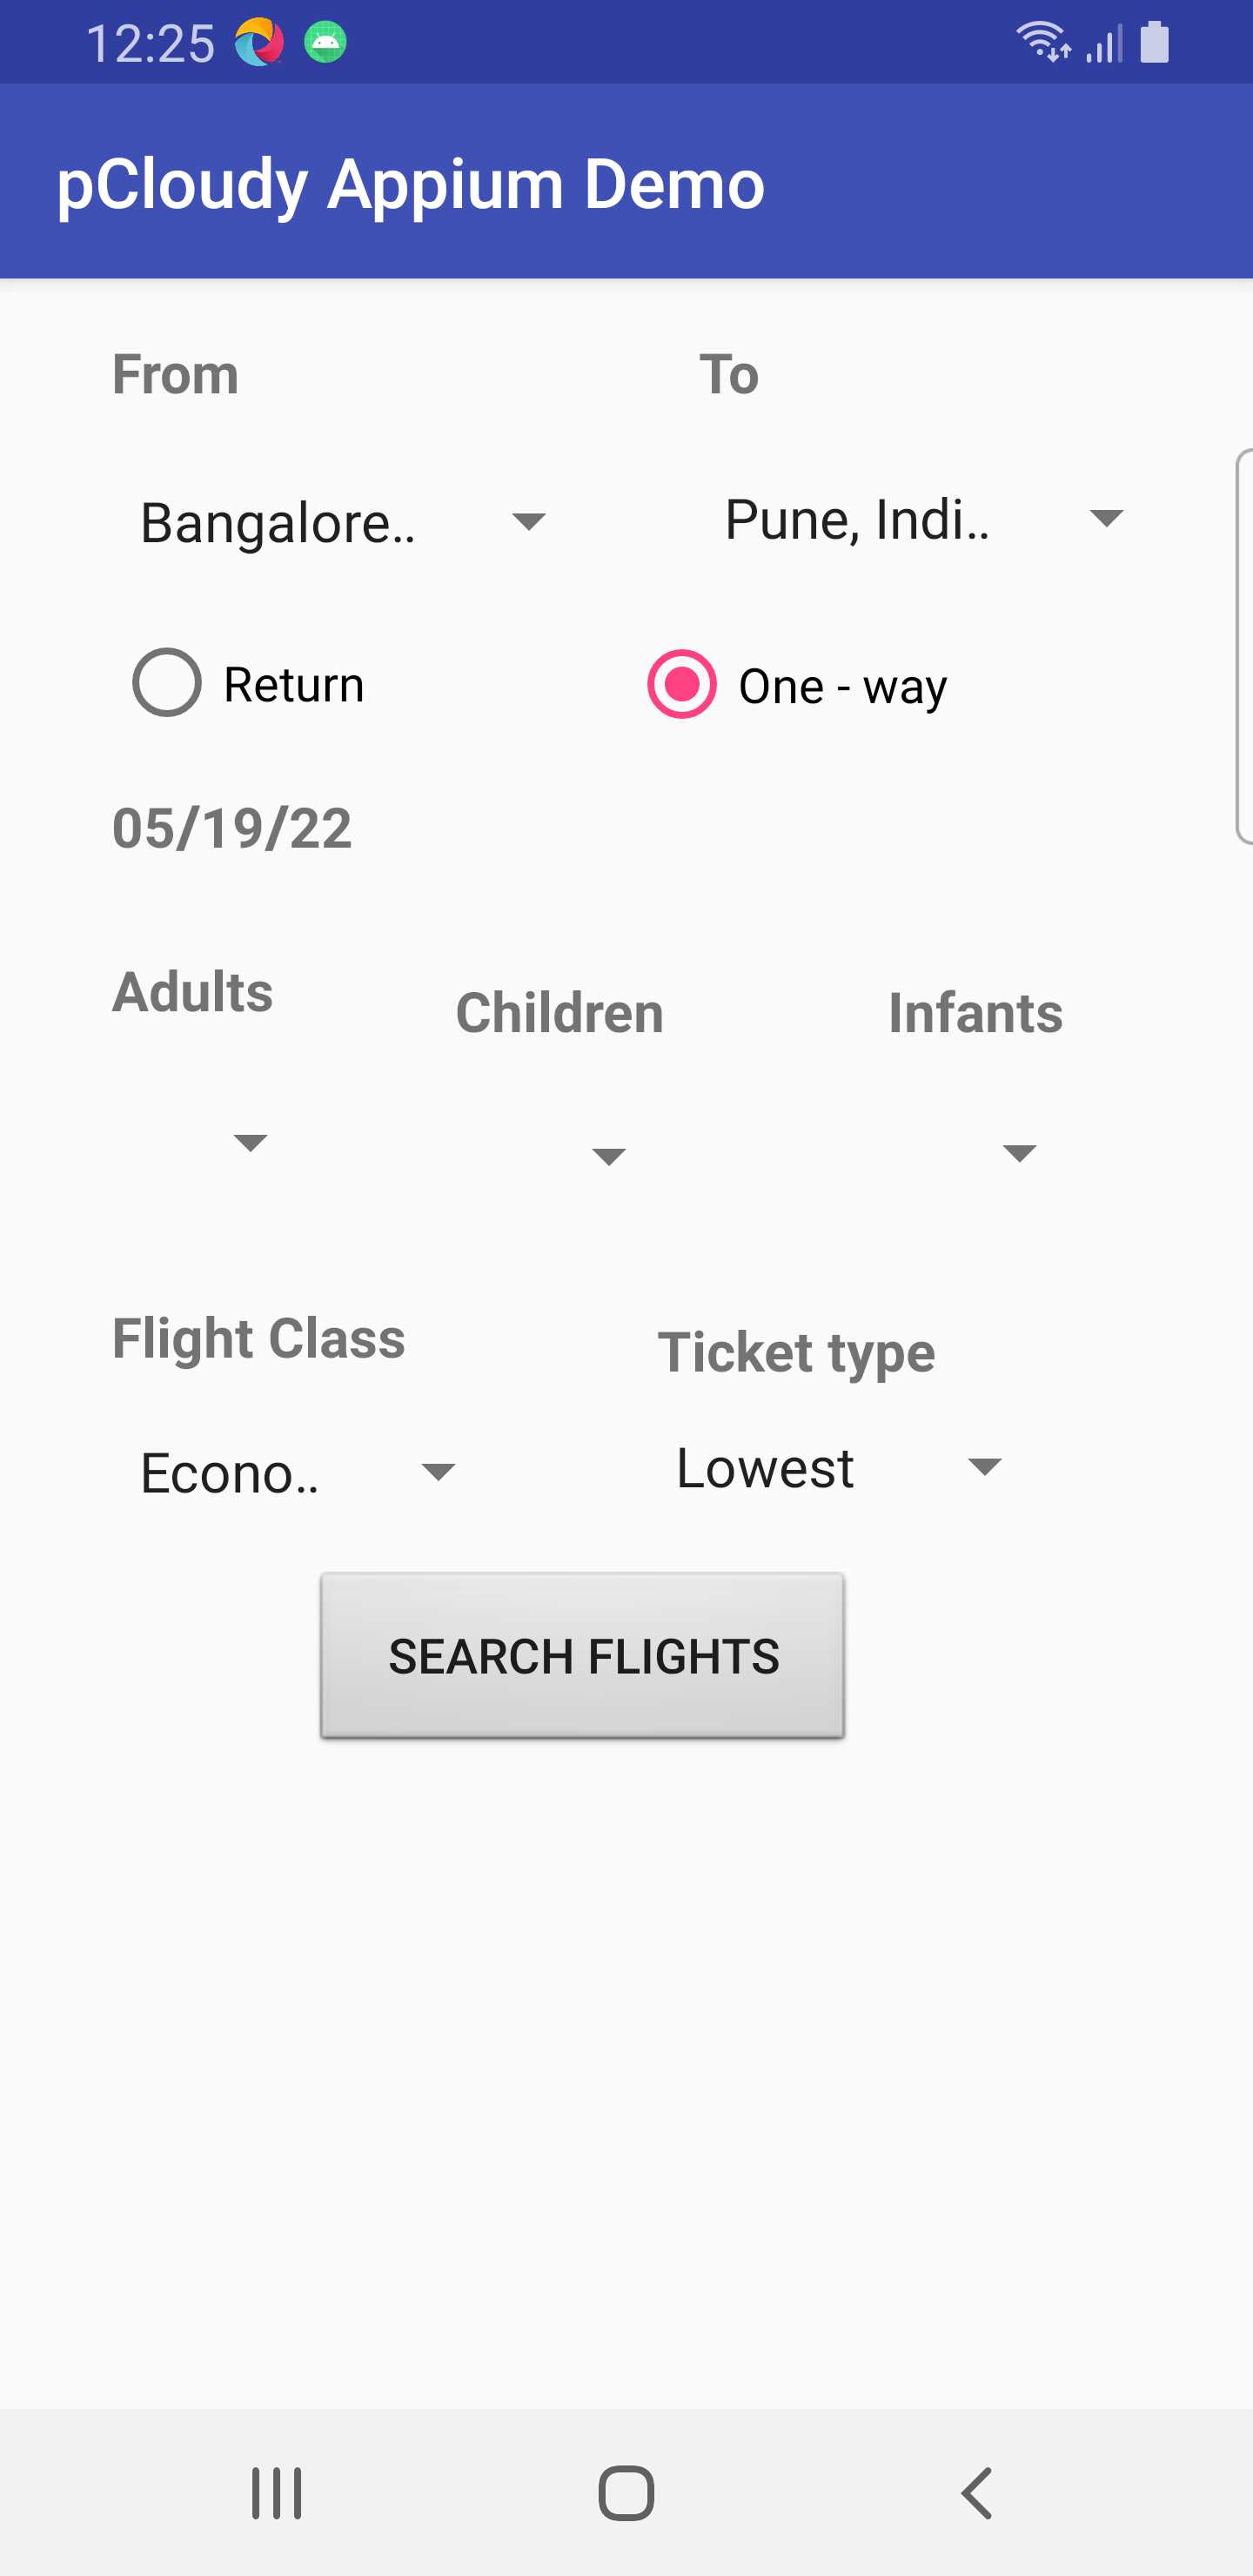 12:25
pCloudy Appium Demo
From To
Bangalore.. Pune, Indi..
Return One - way
05/19/22
Adults Children Infants
Flight Class Ticket type
Econo.. Lowest
SEARCH FLIGHTS